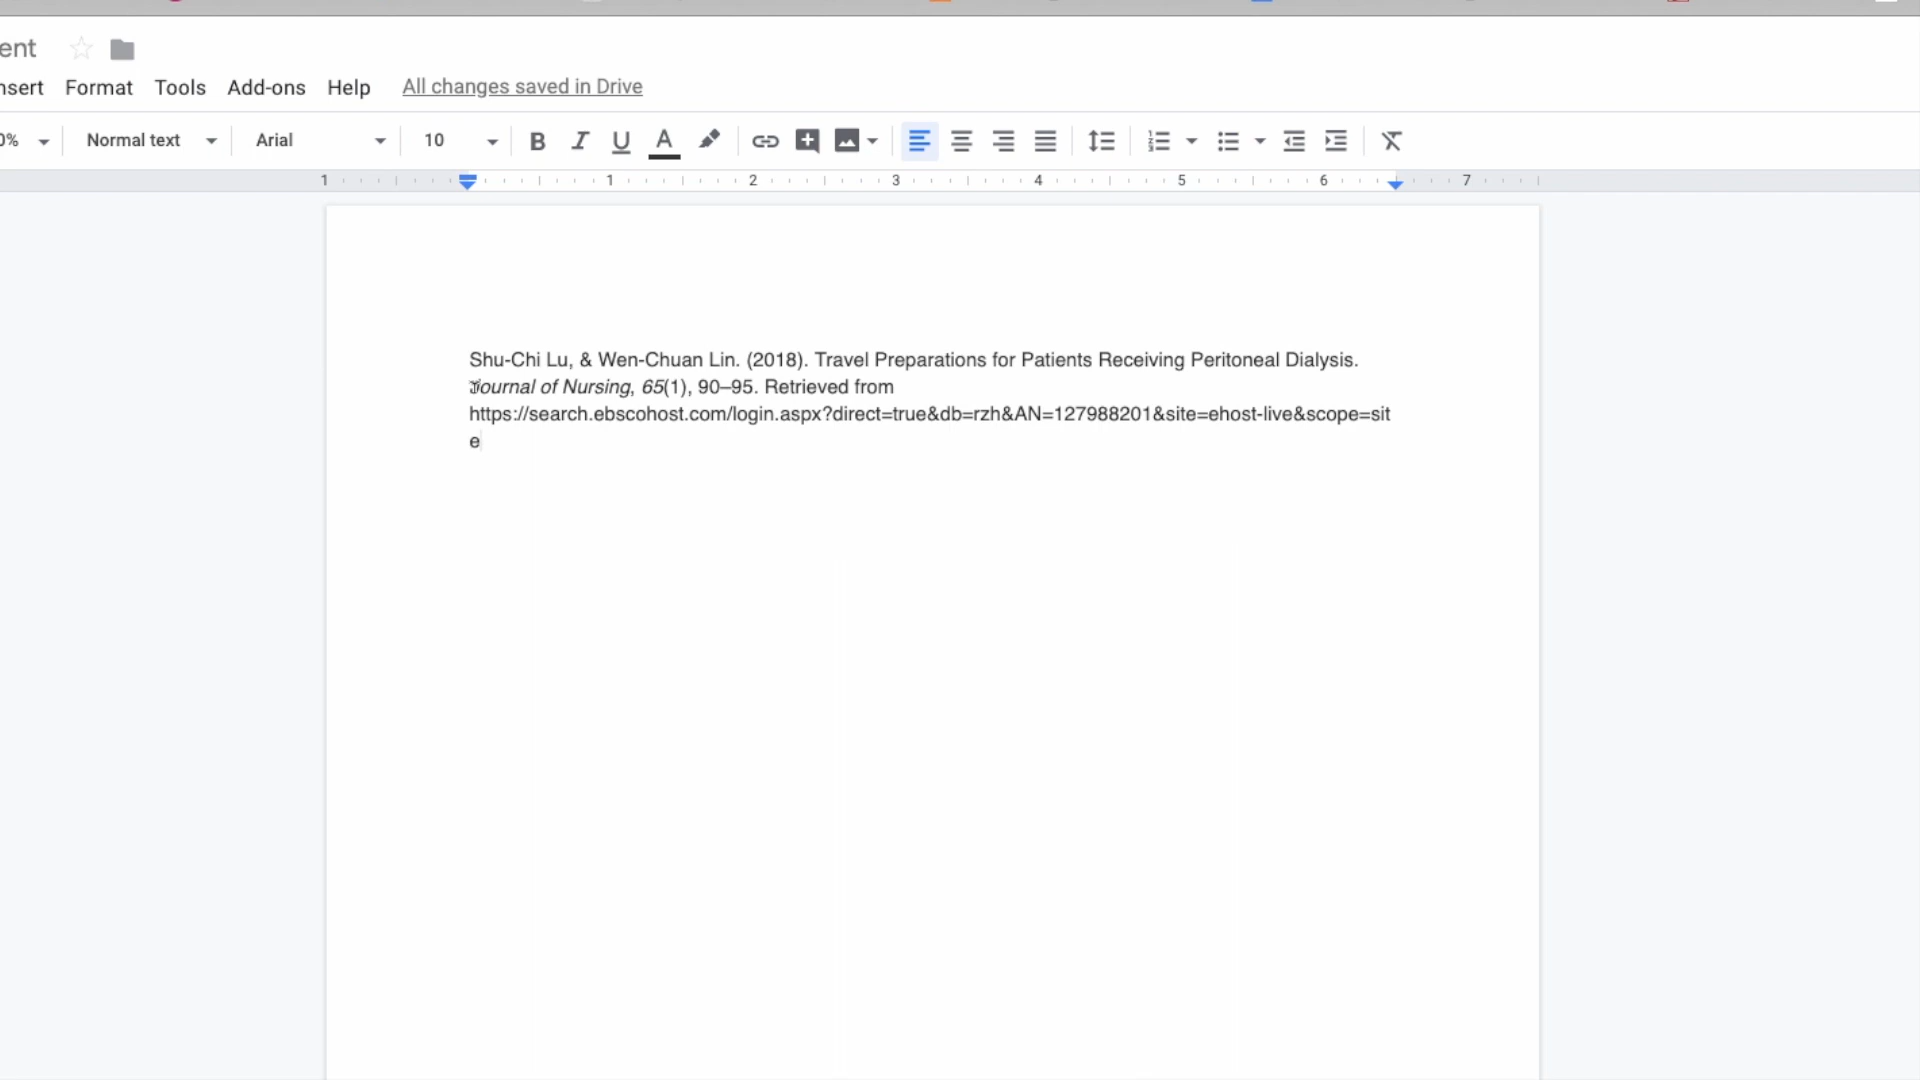 ent
nsert Format Tools Add-ons Help All changes saved in Drive
0% Normal text Arial 10 B I U A
1 1 2 3 4 5 6 7
Shu-Chi Lu, & Wen-Chuan Lin. (2018). Travel Preparations for Patients Receiving Peritoneal Dialysis.
Journal of Nursing, 65(1), 90–95. Retrieved from
https://search.ebscohost.com/login.aspx?direct=true&db=rzh&AN=127988201&site=ehost-live&scope=sit
e